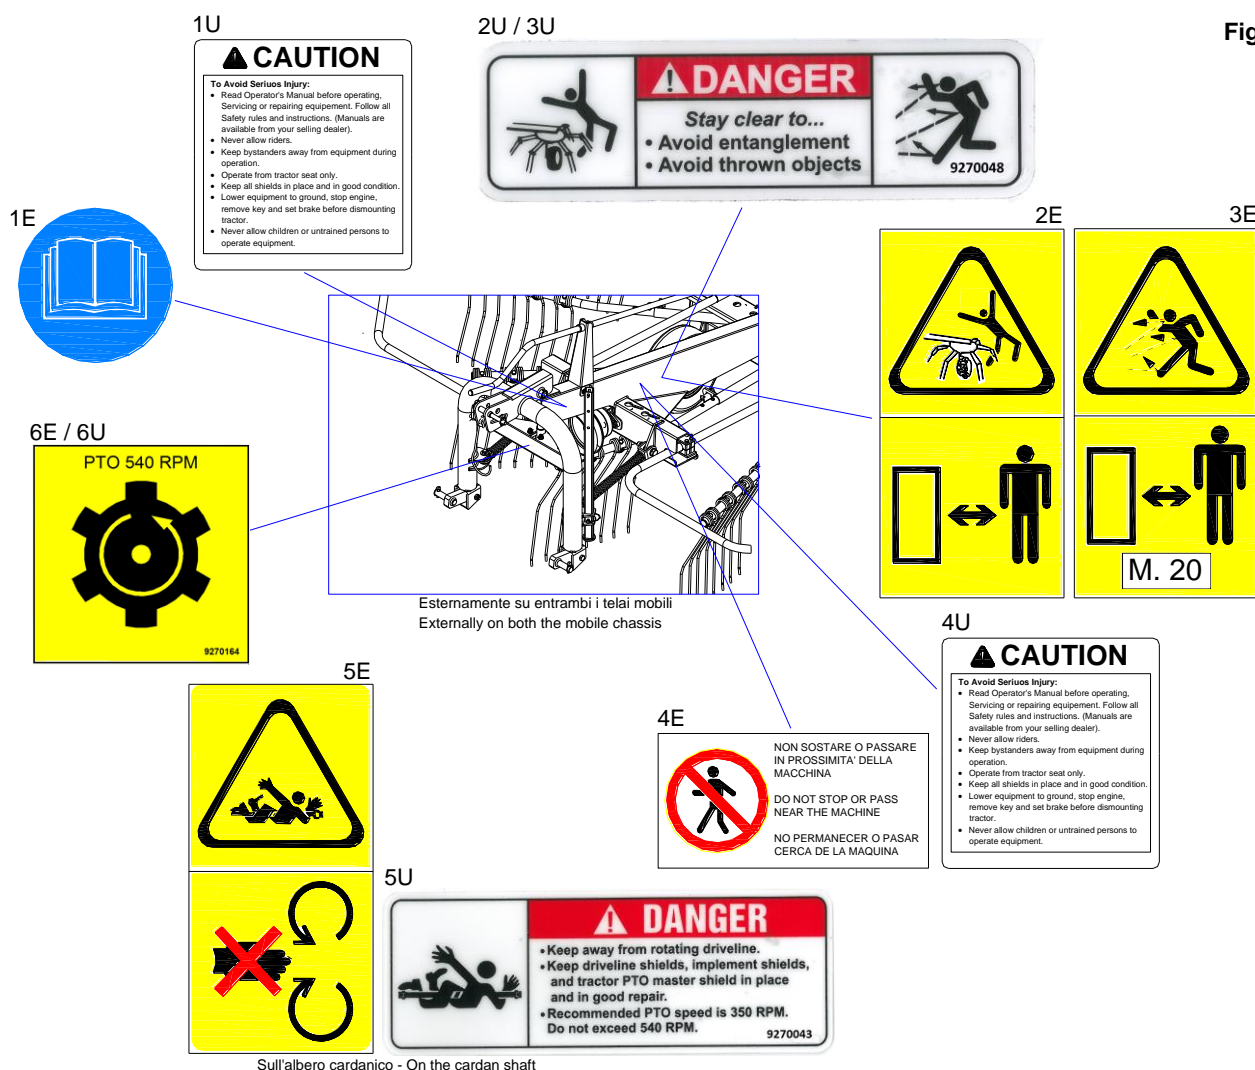 1U
2U / 3U
Fig
CAUTION
To Avoid Seriuos Injury:
• Read Operator's Manual before operating,
Servicing or repairing equipement. Follow all
Safety rules and instructions. (Manuals are
available from your selling dealer).
• Never allow riders.
• Keep bystanders away from equipment during
operation.
• Operate from tractor seat only.
• Keep all shields in place and in good condition.
• Lower equipment to ground, stop engine,
remove key and set brake before dismounting
tractor.
• Never allow children or untrained persons to
operate equipment.
DANGER
Stay clear to...
• Avoid entanglement
• Avoid thrown objects
9270048
1E
2E
3E
M. 20
6E / 6U
PTO 540 RPM
9270164
Esternamente su entrambi i telai mobili
Externally on both the mobile chassis
4U
CAUTION
To Avoid Seriuos Injury:
• Read Operator's Manual before operating,
Servicing or repairing equipement. Follow all
Safety rules and instructions. (Manuals are
available from your selling dealer).
• Never allow riders.
• Keep bystanders away from equipment during
operation.
• Operate from tractor seat only.
• Keep all shields in place and in good condition.
• Lower equipment to ground, stop engine,
remove key and set brake before dismounting
tractor.
• Never allow children or untrained persons to
operate equipment.
5E
4E
NON SOSTARE O PASSARE
IN PROSSIMITA' DELLA
MACCHINA
DO NOT STOP OR PASS
NEAR THE MACHINE
NO PERMANECER O PASAR
CERCA DE LA MAQUINA
5U
DANGER
• Keep away from rotating driveline.
• Keep driveline shields, implement shields,
and tractor PTO master shield in place
and in good repair.
• Recommended PTO speed is 350 RPM.
Do not exceed 540 RPM.
9270043
Sull'albero cardanico - On the cardan shaft